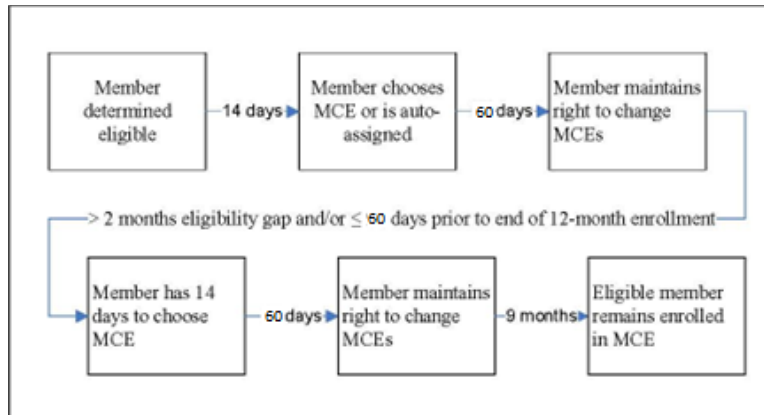 Member
determined
eligible
14 days
Member chooses
MCE or is auto-
assigned
60 days
Member maintains
right to change
MCEs
> 2 months eligibility gap and/or ≤ 60 days prior to end of 12-month enrollment
Member has 14
days to choose
MCE
60 days
Member maintains
right to change
MCEs
9 months
Eligible member
remains enrolled
in MCE